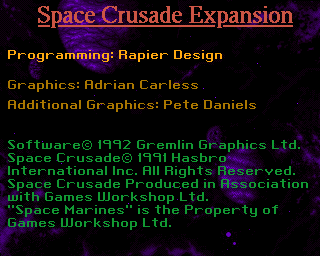 Space Crusade Expansion
Programming: Rapier Design
Graphics: Adrian Carless
Additional Graphics: Pete Daniels
Software© 1992 Gremlin Graphics Ltd.
Space Crusade© 1991 Hasbro
International Inc. All Rights Reserved.
Space Crusade Produced in Association
with Games Workshop Ltd.
"Space Marines" is the Property of
Games Workshop Ltd.